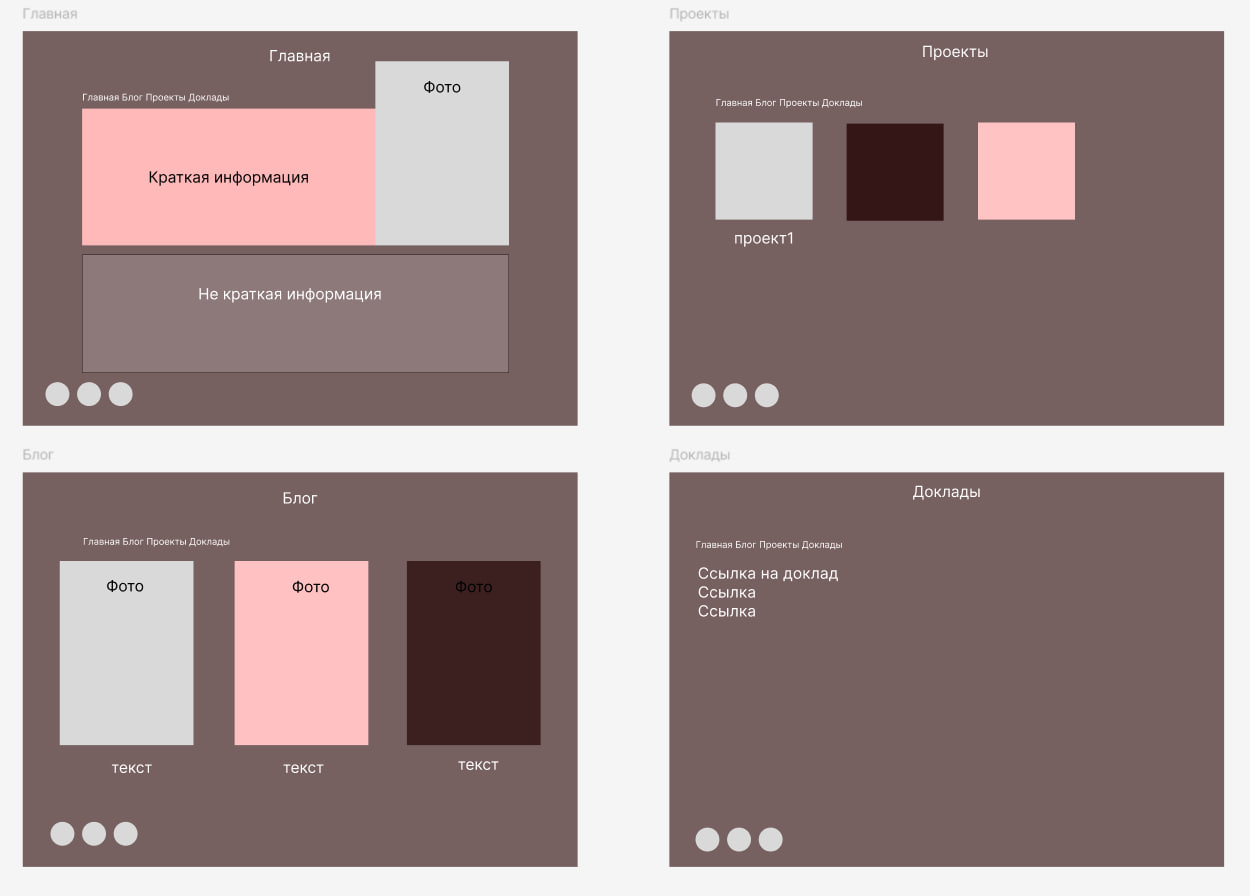 Главная
Главная
Главная Блог Проекты Доклады
Фото
Краткая информация
Не краткая информация
Проекты
Проекты
Главная Блог Проекты Доклады
проект1
Блог
Блог
Главная Блог Проекты Доклады
Фото
Фото
Фото
текст
текст
текст
Доклады
Доклады
Главная Блог Проекты Доклады
Ссылка на доклад
Ссылка
Ссылка